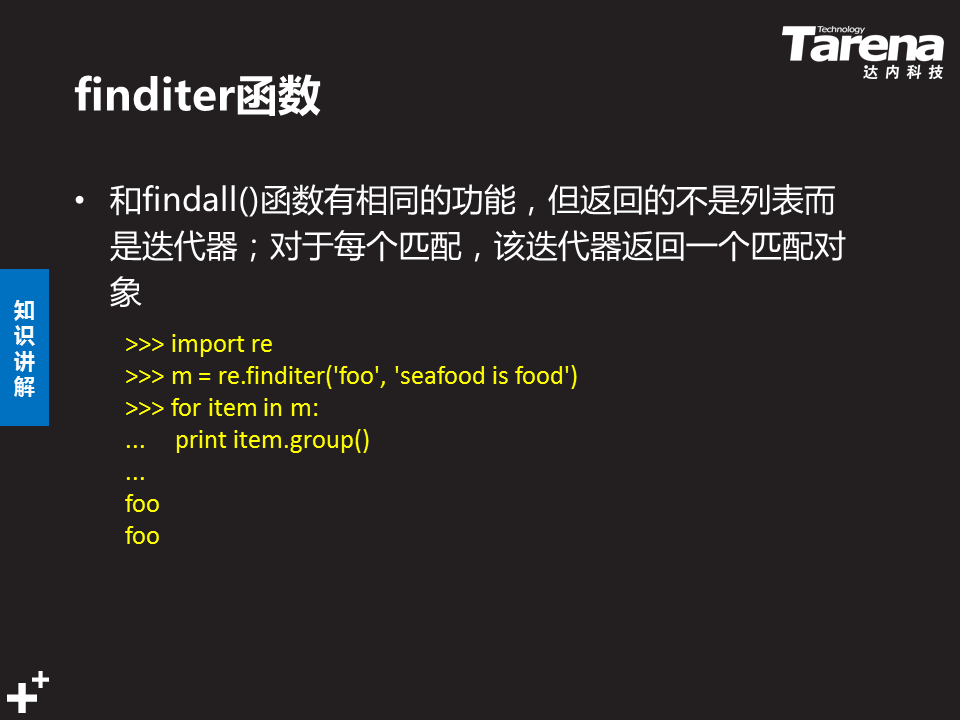 Technology
Tarena
达内科技
finditer函数
• 和findall()函数有相同的功能，但返回的不是列表而
是迭代器；对于每个匹配，该迭代器返回一个匹配对
象
知
识
讲
解
>>> import re
>>> m = re.finditer('foo', 'seafood is food')
>>> for item in m:
...    print item.group()
...
foo
foo